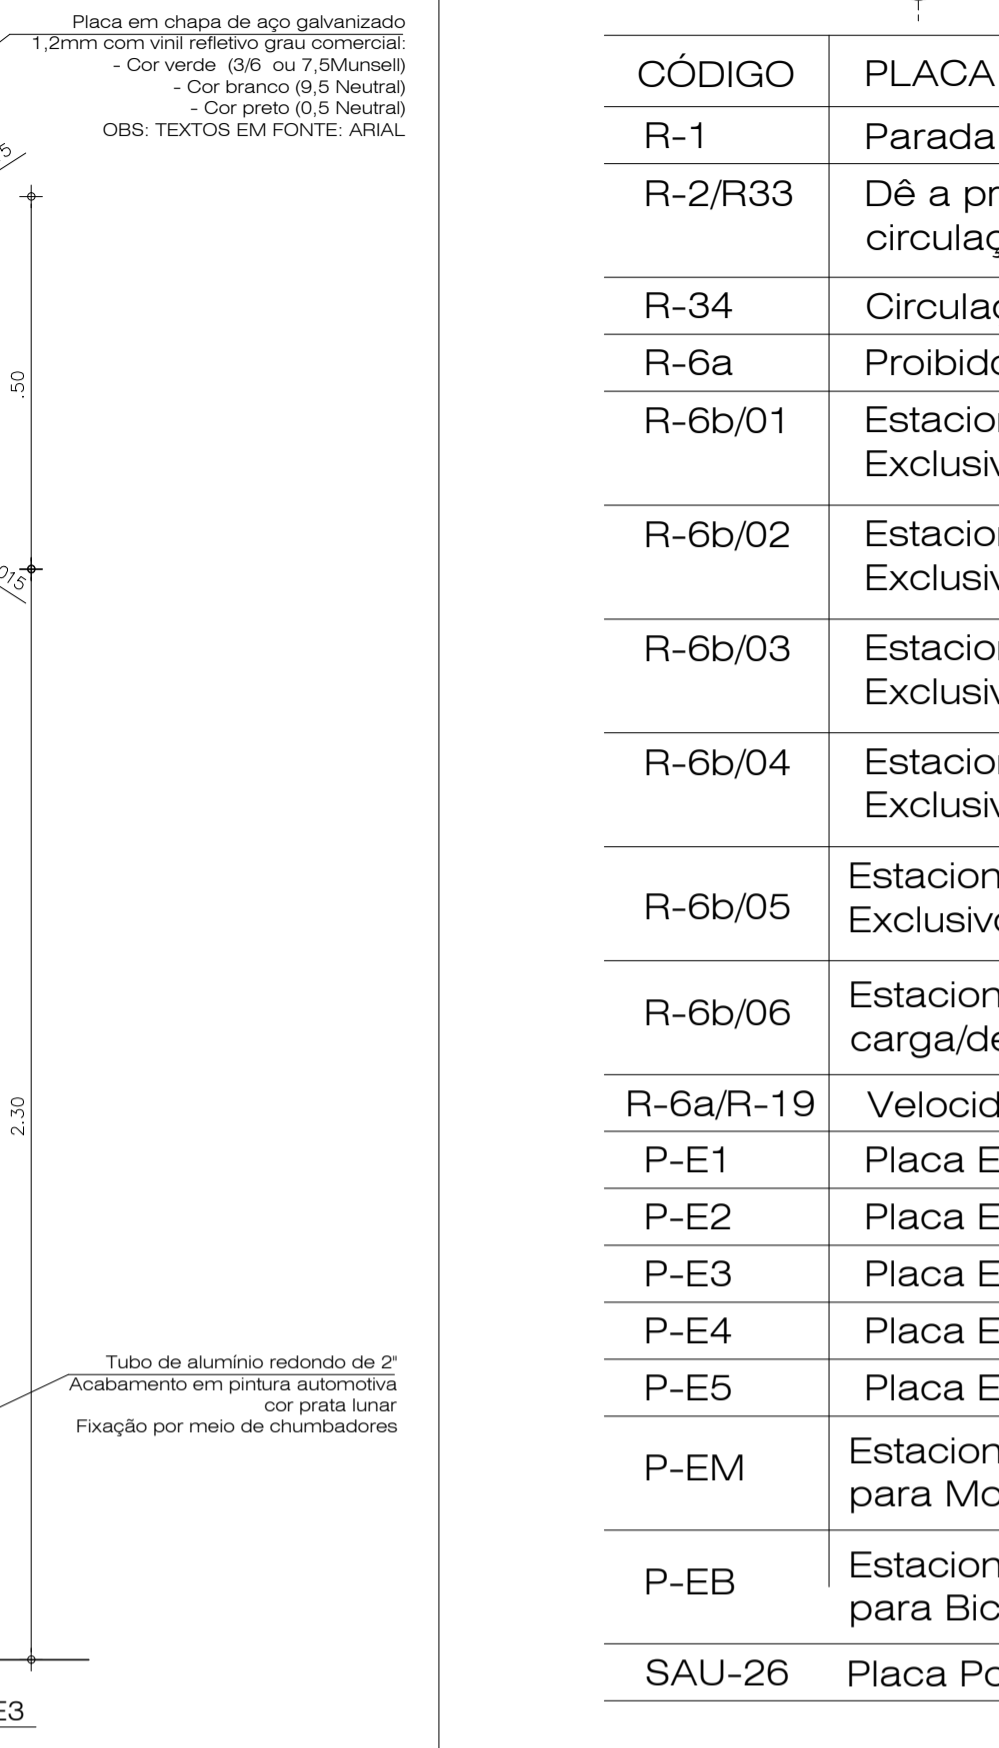 Placa em chapa de aço galvanizado
1,2mm com vinil refletivo grau comercial:
- Cor verde (3/6 ou 7,5Munsell)
- Cor branco (9,5 Neutral)
- Cor preto (0,5 Neutral)
OBS: TEXTOS EM FONTE: ARIAL
.50
015
2.30
Tubo de alumínio redondo de 2"
Acabamento em pintura automotiva
cor prata lunar
Fixação por meio de chumbadores
E3
CÓDIGO PLACA
R-1 Parada
R-2/R33 Dê a pr
circulaç
R-34 Circulaç
R-6a Proibido
R-6b/01 Estacion
Exclusiv
R-6b/02 Estacion
Exclusiv
R-6b/03 Estacion
Exclusiv
R-6b/04 Estacion
Exclusiv
R-6b/05 Estacion
Exclusivo
R-6b/06 Estacion
carga/de
R-6a/R-19 Velocid
P-E1 Placa E
P-E2 Placa E
P-E3 Placa E
P-E4 Placa E
P-E5 Placa E
P-EM Estacion
para Mo
P-EB Estacion
para Bic
SAU-26 Placa Po